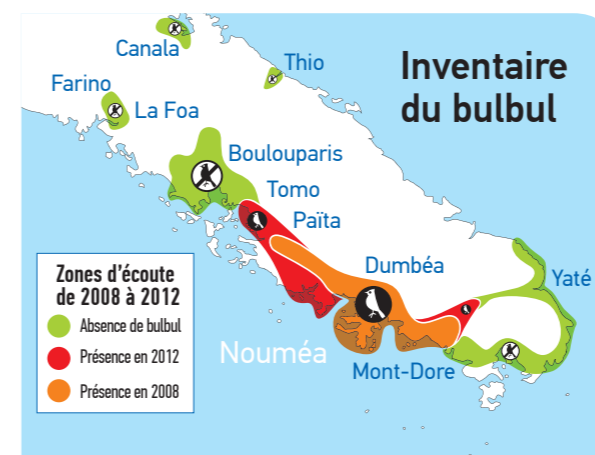 Inventaire
du bulbul
Canala
Thio
Farino
La Foa
Boulouparis
Tomo
Païta
Dumbéa
Yaté
Nouméa
Mont-Dore
Zones d'écoute
de 2008 à 2012
Absence de bulbul
Présence en 2012
Présence en 2008